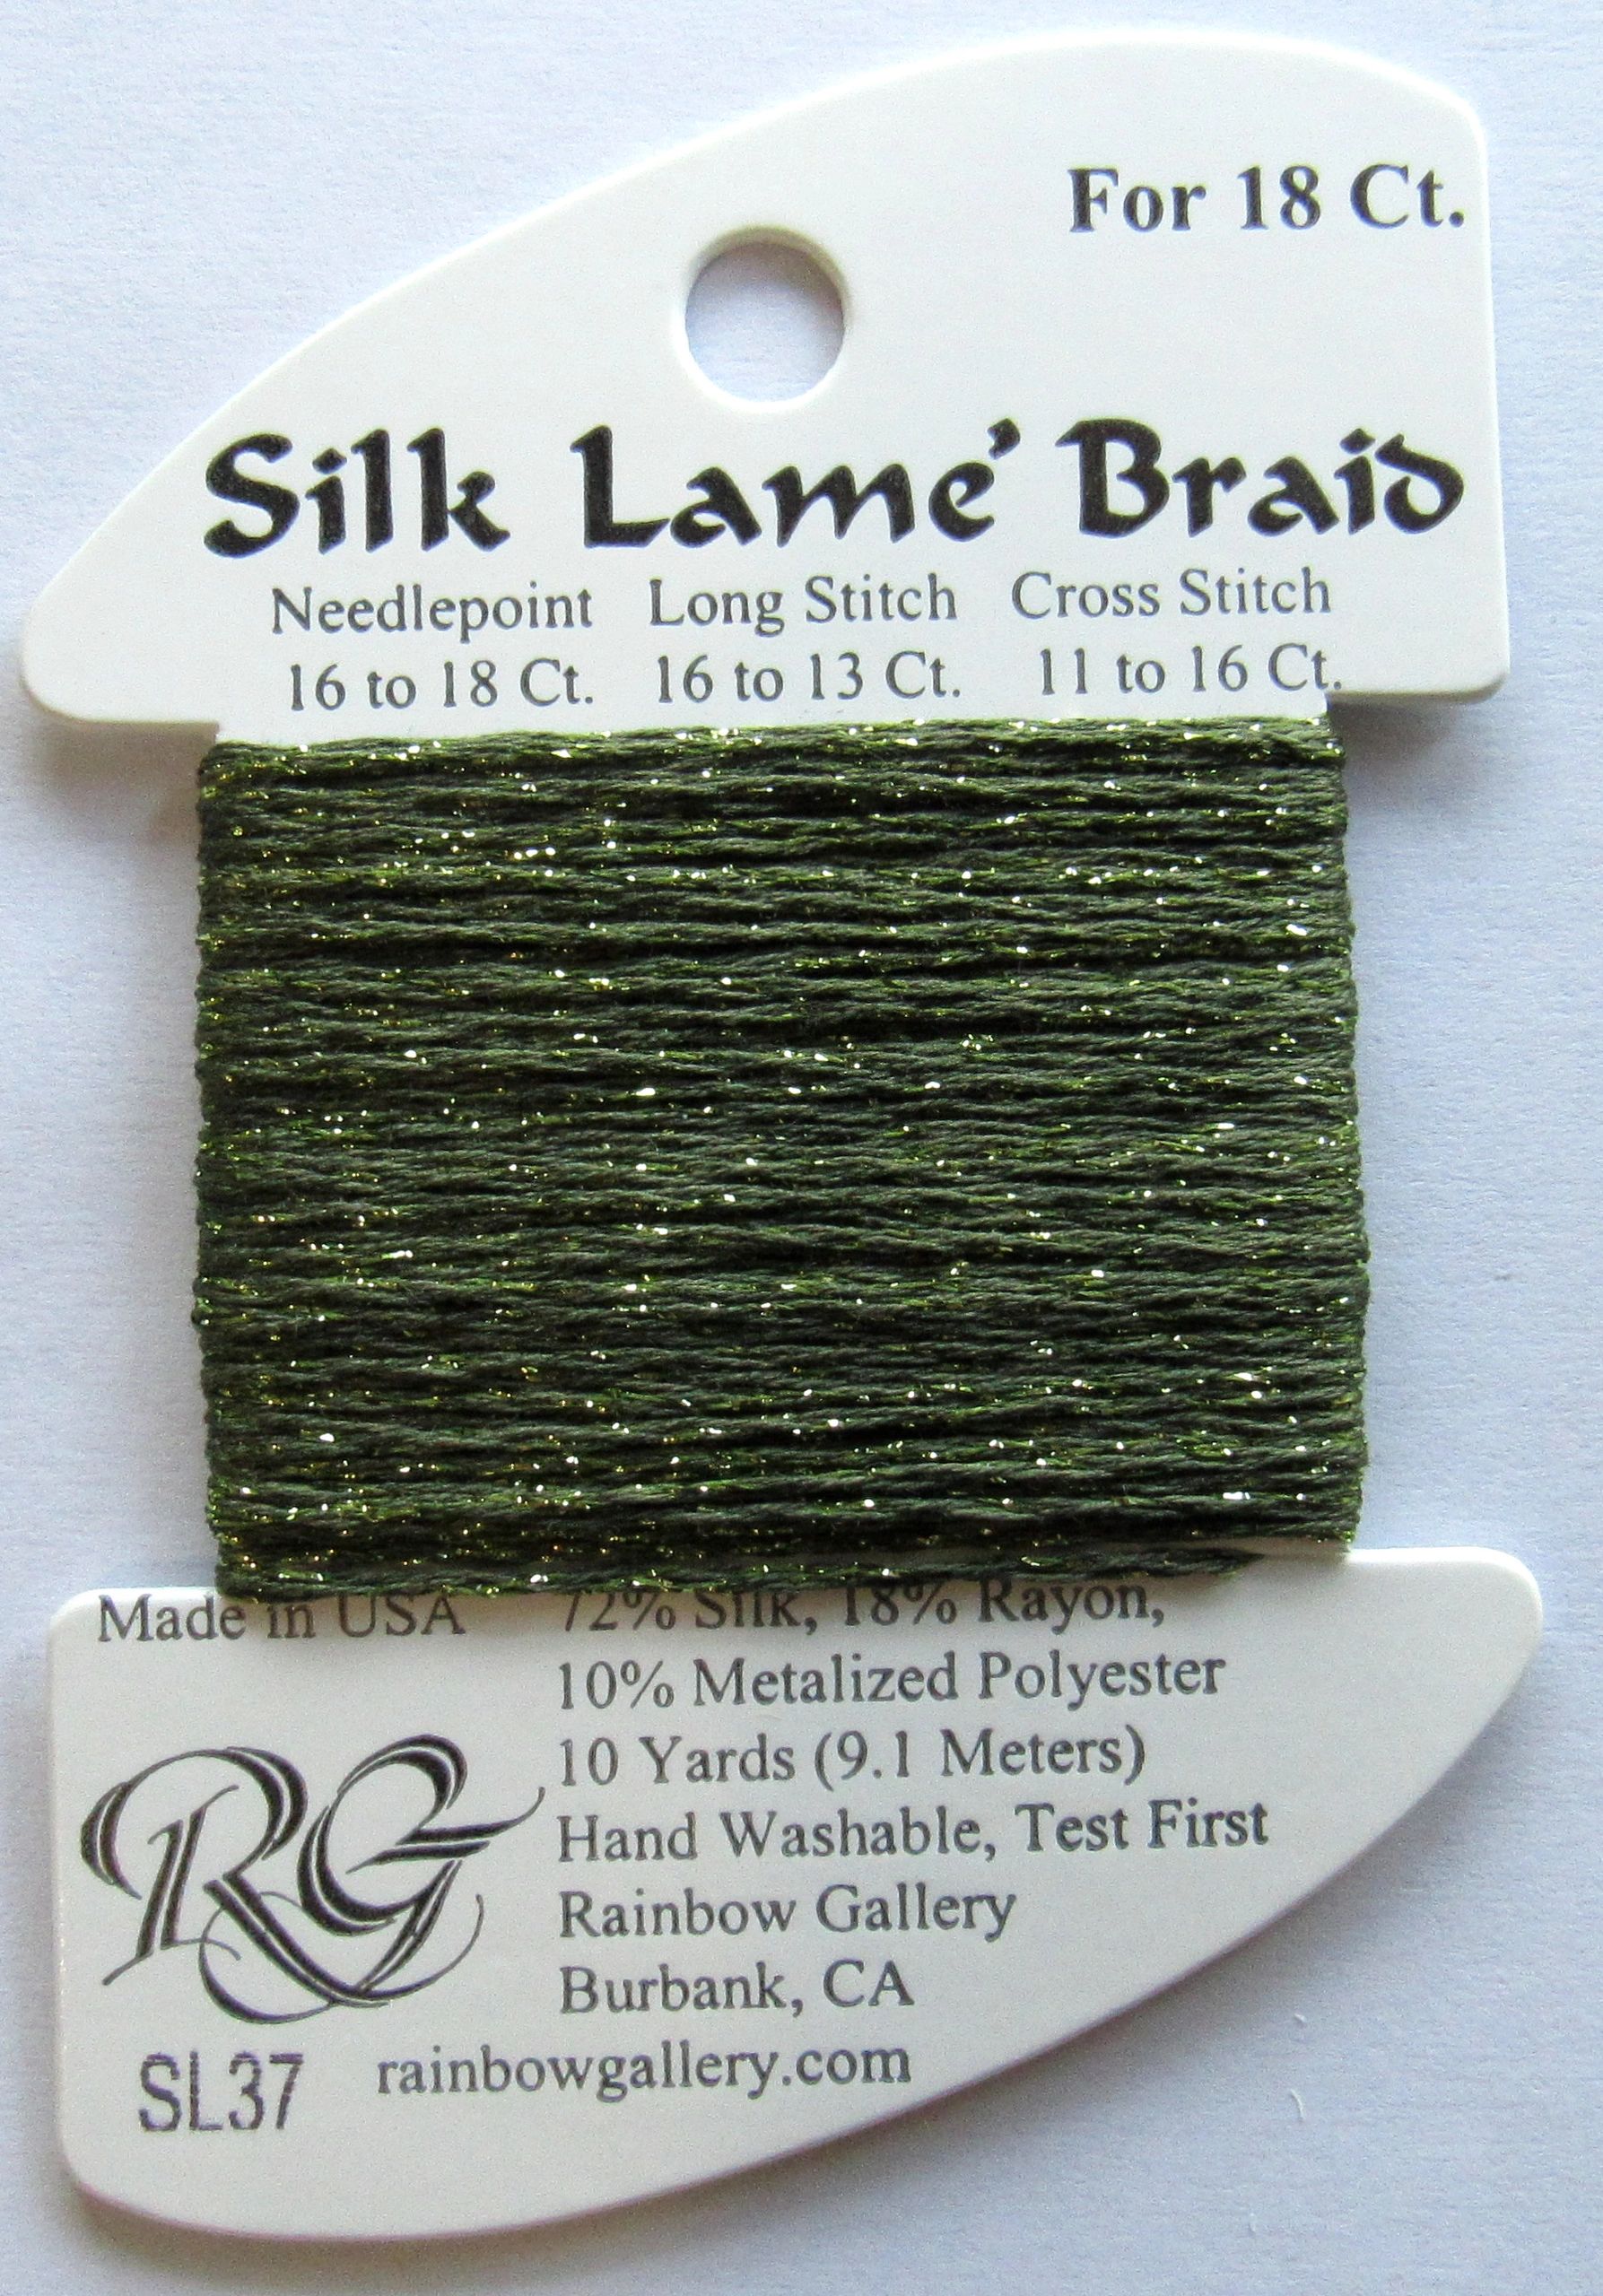 For 18 Ct.
Silk Lamé Braid
Needlepoint Long Stitch Cross Stitch
16 to 18 Ct. 16 to 13 Ct. 11 to 16 Ct.
Made in USA 72% Silk, 18% Rayon,
10% Metalized Polyester
10 Yards (9.1 Meters)
Hand Washable, Test First
Rainbow Gallery
Burbank, CA
RG
SL37 rainbowgallery.com